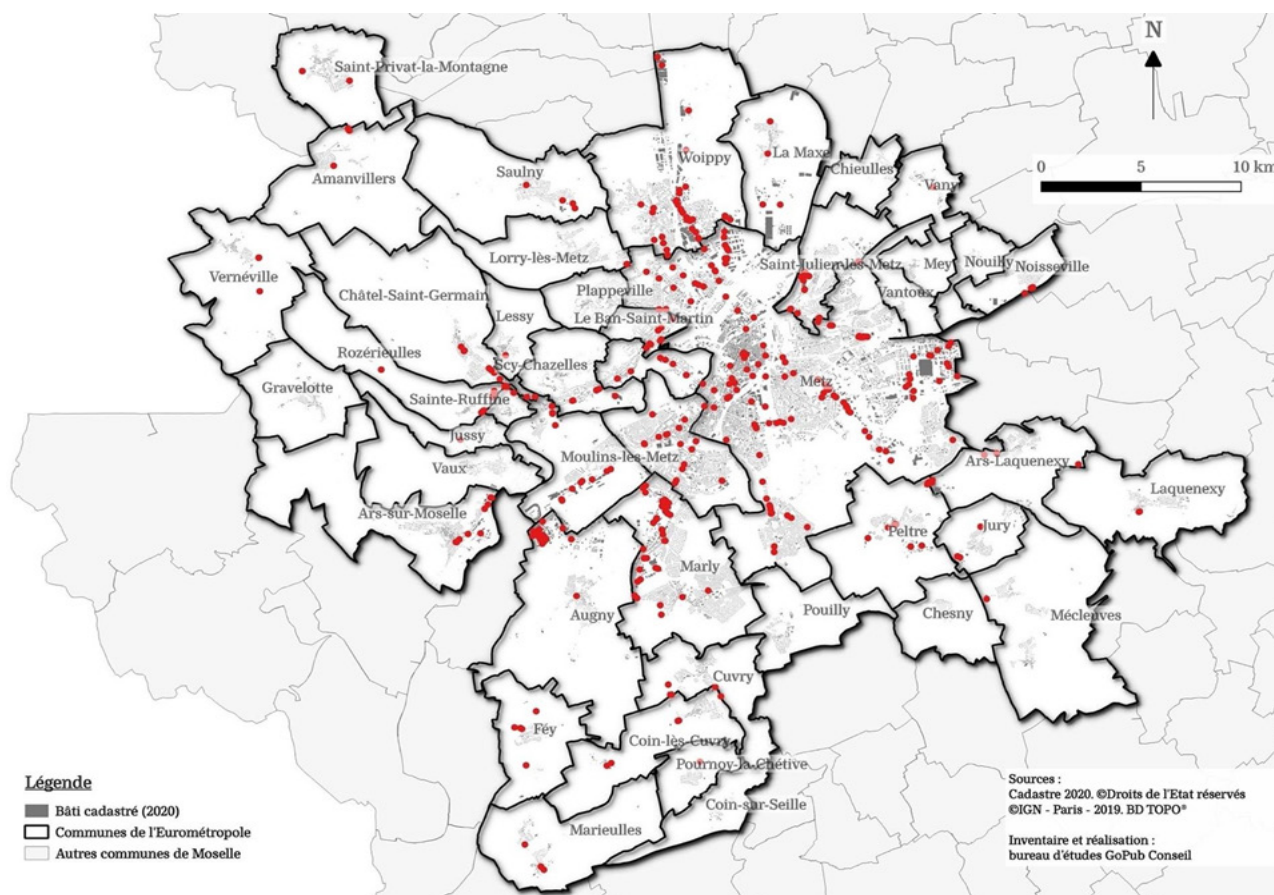 N
Saint-Privat-la-Montagne
Woippy
La Maxe
Chieulles
0 5 10 km
Amanvillers
Saulny
Vany
Lorry-lès-Metz
Saint-Julien-lès-Metz
Mey
Nouilly
Noisseville
Vernéville
Châtel-Saint-Germain
Plappeville
Vantoux
Lessy
Le Ban-Saint-Martin
Rozérieulles
Scy-Chazelles
Gravelotte
Metz
Sainte-Ruffine
Jussy
Moulins-lès-Metz
Vaux
Ars-Laquenexy
Laquenexy
Ars-sur-Moselle
Peltre
Jury
Marly
Augny
Pouilly
Chesny
Mécleuves
Cuvry
Féy
Coin-lès-Cuvry
Pournoy-la-Chétive
Coin-sur-Seille
Marieulles
Légende
Bâti cadastré (2020)
Communes de l'Eurométropole
Autres communes de Moselle
Sources :
Cadastre 2020. ©Droits de l'Etat réservés
©IGN - Paris - 2019. BD TOPO®
Inventaire et réalisation :
bureau d'études GoPub Conseil